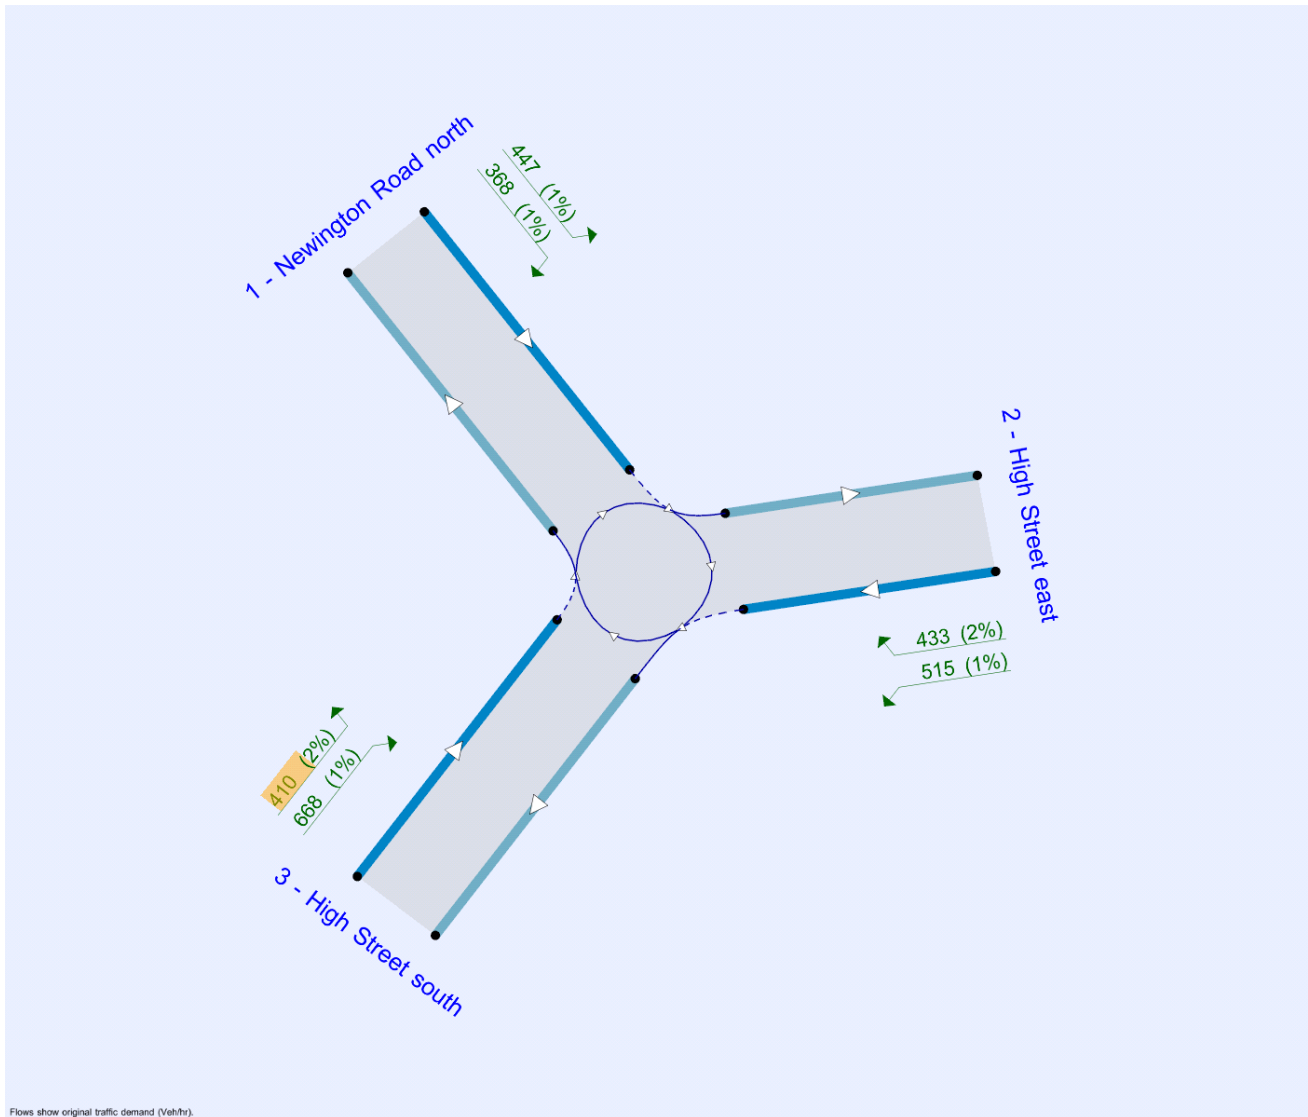 1 - Newington Road north
447 (1%)
368 (1%)
2 - High Street east
433 (2%)
515 (1%)
410 (2%)
668 (1%)
3 - High Street south
Flows show original traffic demand (Veh/hr).